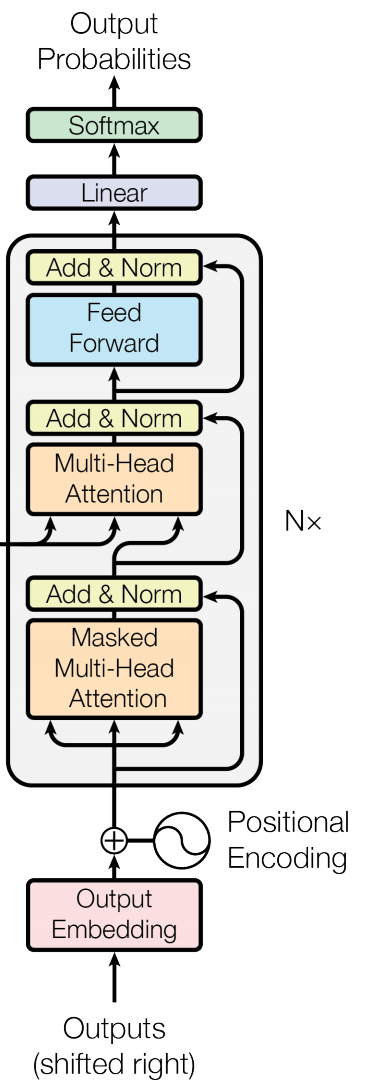 Output
Probabilities
Softmax
Linear
Add & Norm
Feed
Forward
Add & Norm
Multi-Head
Attention
N×
Add & Norm
Masked
Multi-Head
Attention
Positional
Encoding
Output
Embedding
Outputs
(shifted right)